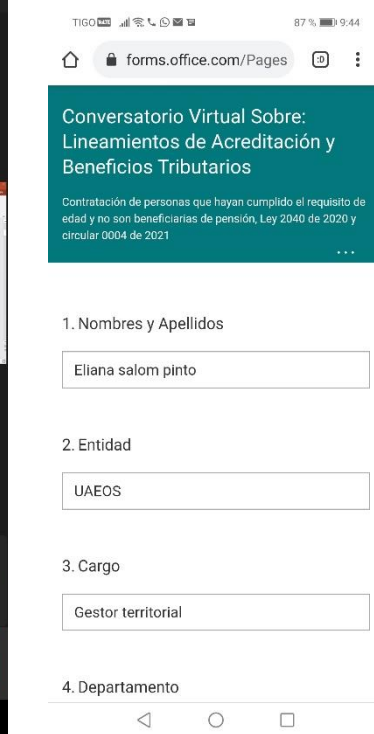 TIGO 87 % 9:44
forms.office.com/Pages :D
Conversatorio Virtual Sobre:
Lineamientos de Acreditación y
Beneficios Tributarios
Contratación de personas que hayan cumplido el requisito de
edad y no son beneficiarias de pensión, Ley 2040 de 2020 y
circular 0004 de 2021
1. Nombres y Apellidos
Eliana salom pinto
2. Entidad
UAEOS
3. Cargo
Gestor territorial
4. Departamento